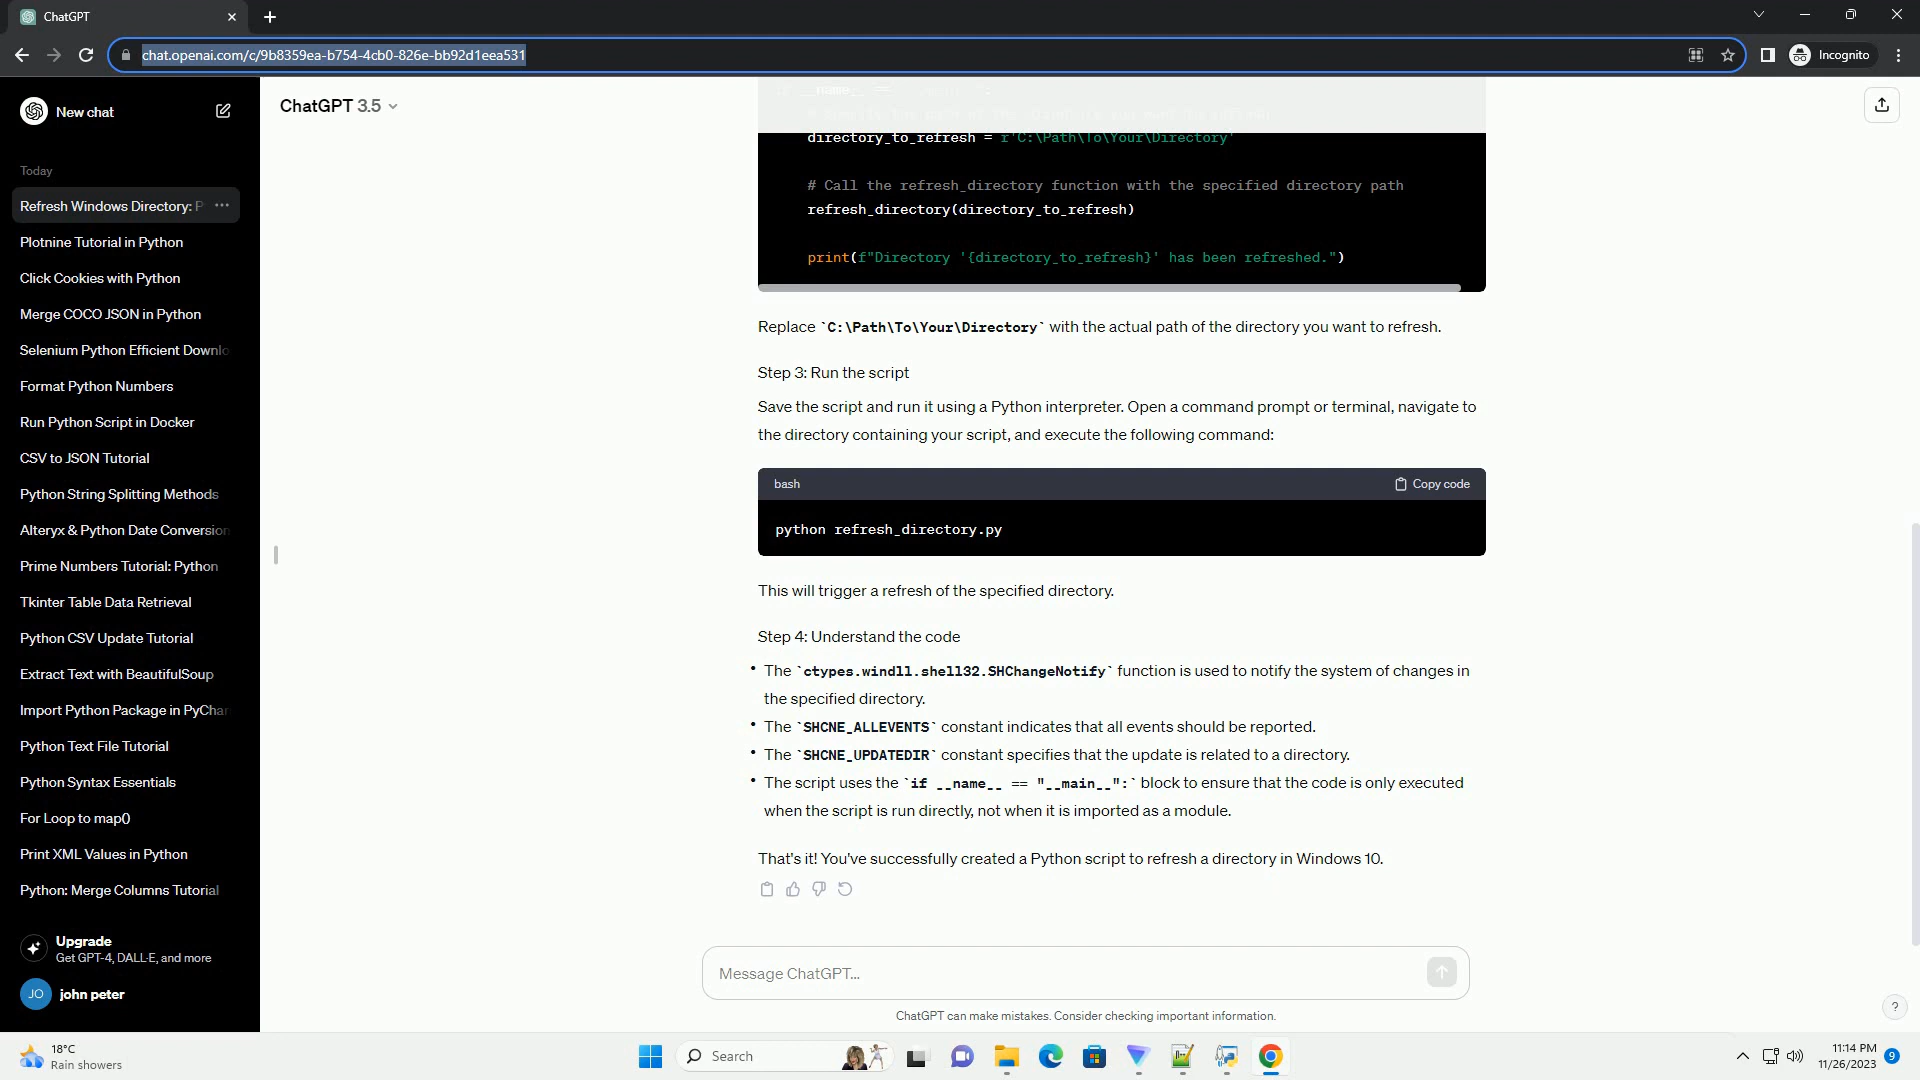 ChatGPT
chat.openai.com/c/9b8359ea-b754-4cb0-826e-bb92d1eea531
Incognito
New chat
ChatGPT 3.5
Today
Refresh Windows Directory: P
Plotnine Tutorial in Python
Click Cookies with Python
Merge COCO JSON in Python
Selenium Python Efficient Downlo
Format Python Numbers
Run Python Script in Docker
CSV to JSON Tutorial
Python String Splitting Methods
Alteryx & Python Date Conversion
Prime Numbers Tutorial: Python
Tkinter Table Data Retrieval
Python CSV Update Tutorial
Extract Text with BeautifulSoup
Import Python Package in PyChar
Python Text File Tutorial
Python Syntax Essentials
For Loop to map()
Print XML Values in Python
Python: Merge Columns Tutorial
Upgrade
Get GPT-4, DALL·E, and more
JO john peter
directory_to_refresh = r'C:\Path\To\Your\Directory'
# Call the refresh_directory function with the specified directory path
refresh_directory(directory_to_refresh)
print(f"Directory '{directory_to_refresh}' has been refreshed.")
Replace `C:\Path\To\Your\Directory` with the actual path of the directory you want to refresh.
Step 3: Run the script
Save the script and run it using a Python interpreter. Open a command prompt or terminal, navigate to
the directory containing your script, and execute the following command:
bash
Copy code
python refresh_directory.py
This will trigger a refresh of the specified directory.
Step 4: Understand the code
• The `ctypes.windll.shell32.SHChangeNotify` function is used to notify the system of changes in
the specified directory.
• The `SHCNE_ALLEVENTS` constant indicates that all events should be reported.
• The `SHCNE_UPDATEDIR` constant specifies that the update is related to a directory.
• The script uses the `if __name__ == "__main__":` block to ensure that the code is only executed
when the script is run directly, not when it is imported as a module.
That's it! You've successfully created a Python script to refresh a directory in Windows 10.
Message ChatGPT...
ChatGPT can make mistakes. Consider checking important information.
?
18°C
Rain showers
Search
11:14 PM
11/26/2023
9